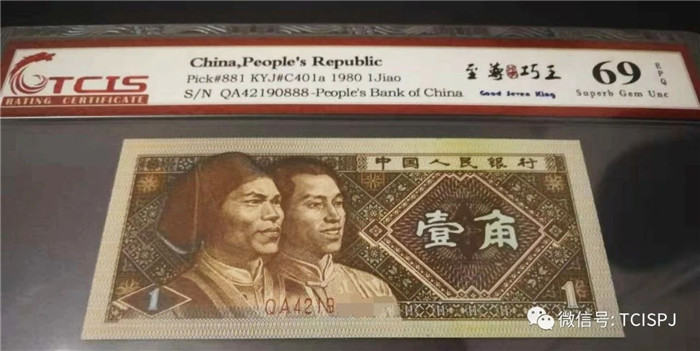 China,People's Republic
TCIS
RATING CERTIFICATE
Pick#881 KYJ#C401a 1980 1Jiao
S/N QA42190888-People's Bank of China
至尊 巧王
Good Seven King
69
EPQ
Superb Gem Unc
中国人民银行
壹角
1
QA4219
1
微信号: TCISPJ